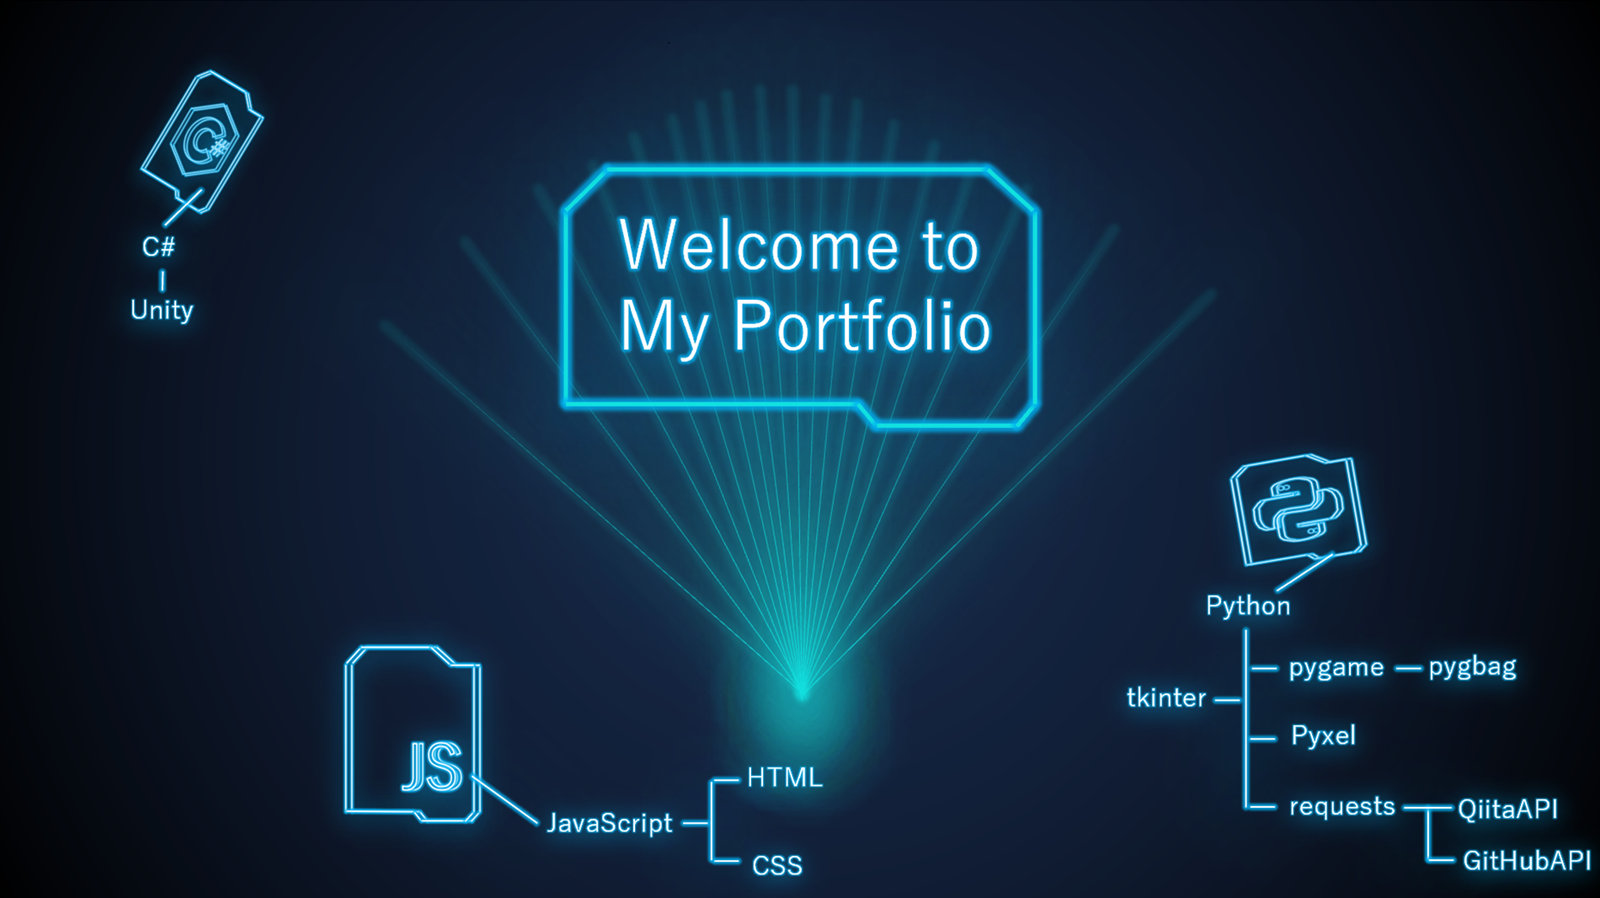 Welcome to
My Portfolio
C#
C#
Unity
JS
JavaScript
HTML
CSS
Python
tkinter
pygame
pygbag
Pyxel
requests
QiitaAPI
GitHubAPI